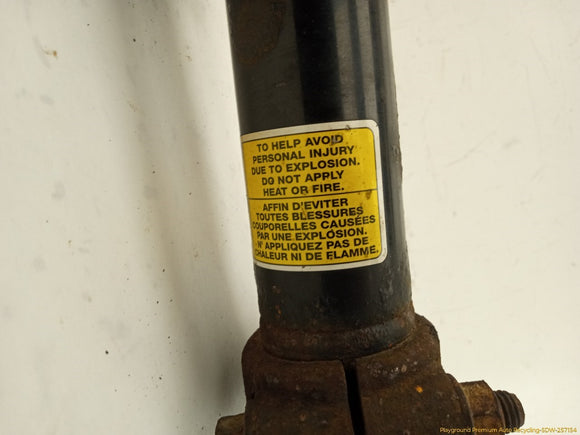 TO HELP AVOID
PERSONAL INJURY
DUE TO EXPLOSION.
DO NOT APPLY
HEAT OR FIRE.
AFFIN D'EVITER
TOUTES BLESSURES
COUPORELLES CAUSÉES
PAR UNE EXPLOSION.
N' APPLIQUEZ PAS DE
CHALEUR NI DE FLAMME.
Playground Premium Auto Recycling-SDW-257154